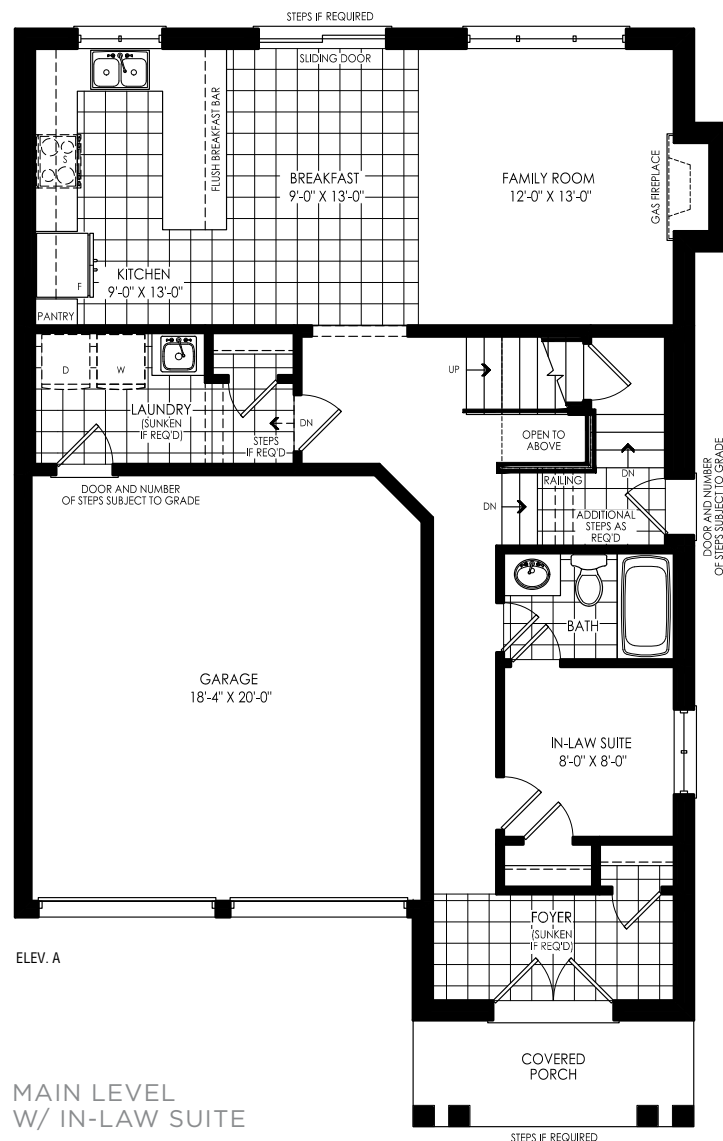 STEPS IF REQUIRED
SLIDING DOOR
FLUSH BREAKFAST BAR
S
BREAKFAST
9'-0" X 13'-0"
FAMILY ROOM
12'-0" X 13'-0"
GAS FIREPLACE
KITCHEN
9'-0" X 13'-0"
F
PANTRY
D
W
LAUNDRY
(SUNKEN
IF REQ'D)
STEPS
IF REQ'D
DN
UP
OPEN TO
ABOVE
DN
RAILING
DN
ADDITIONAL
STEPS AS
REQ'D
DOOR AND NUMBER
OF STEPS SUBJECT TO GRADE
DOOR AND NUMBER
OF STEPS SUBJECT TO GRADE
BATH
GARAGE
18'-4" X 20'-0"
IN-LAW SUITE
8'-0" X 8'-0"
FOYER
(SUNKEN
IF REQ'D)
ELEV. A
COVERED
PORCH
MAIN LEVEL
W/ IN-LAW SUITE
STEPS IF REQUIRED